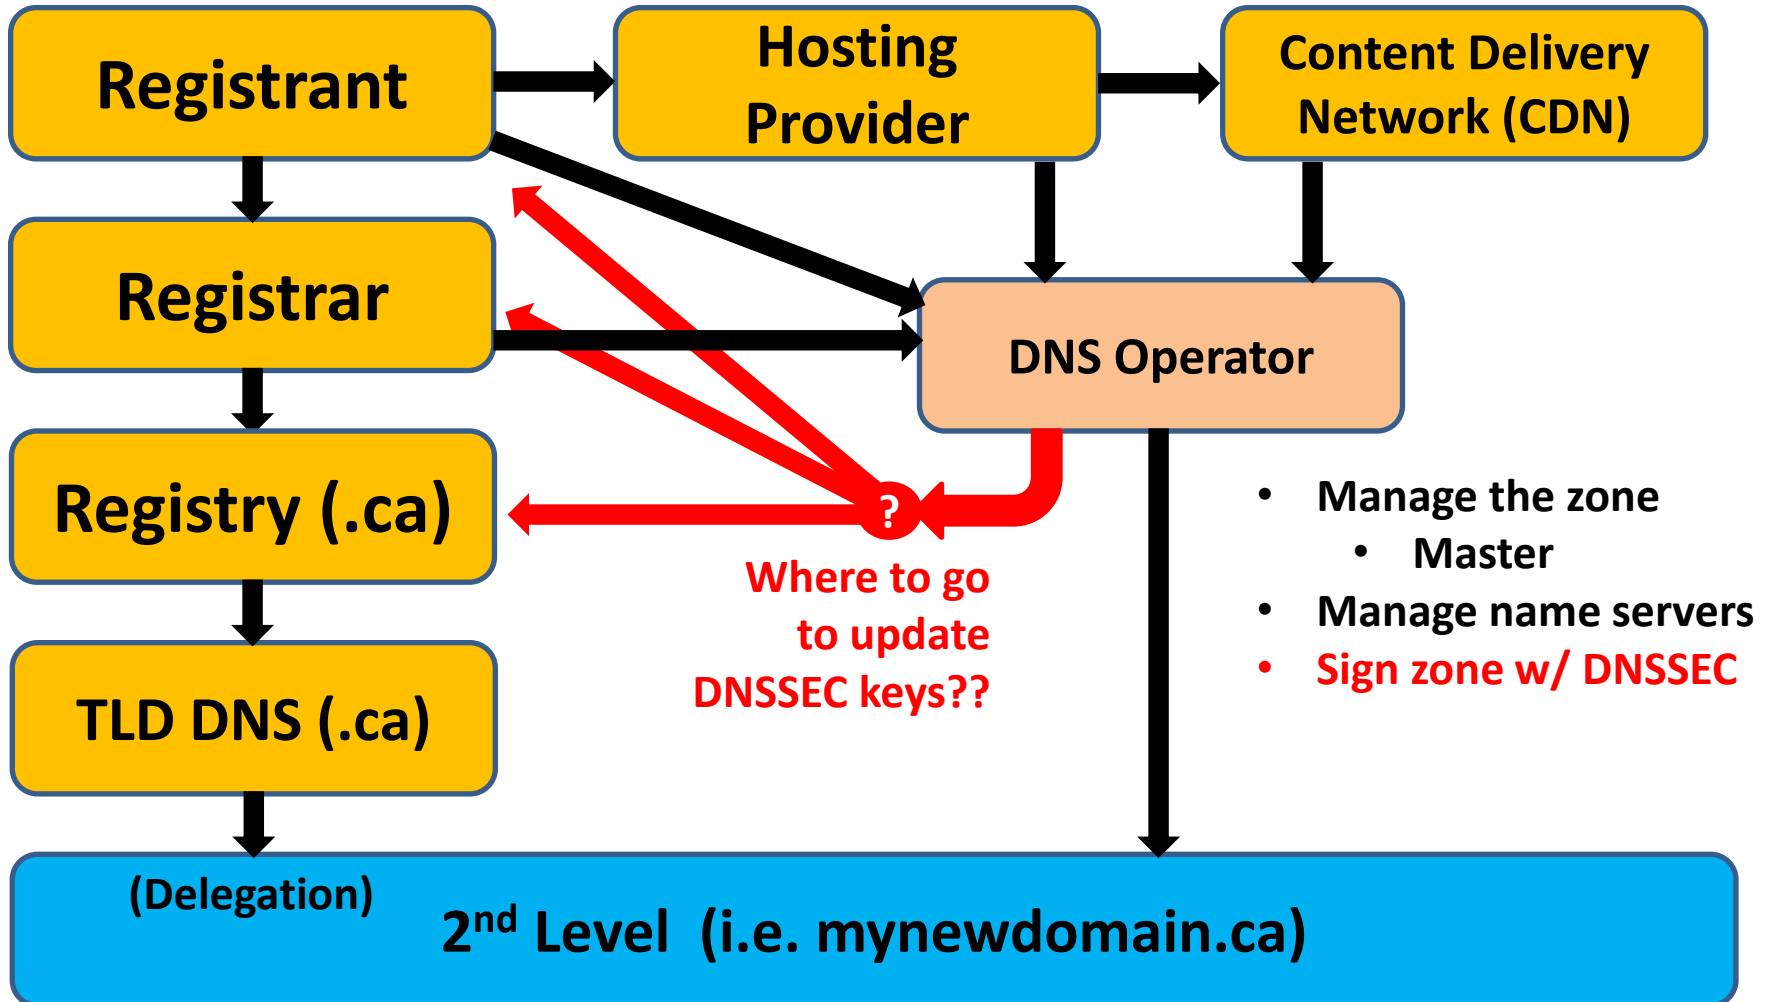 Registrant
Hosting
Provider
Content Delivery
Network (CDN)
Registrar
DNS Operator
Registry (.ca)
?
Where to go
to update
DNSSEC keys??
• Manage the zone
• Master
• Manage name servers
• Sign zone w/ DNSSEC
TLD DNS (.ca)
(Delegation)
2nd Level (i.e. mynewdomain.ca)